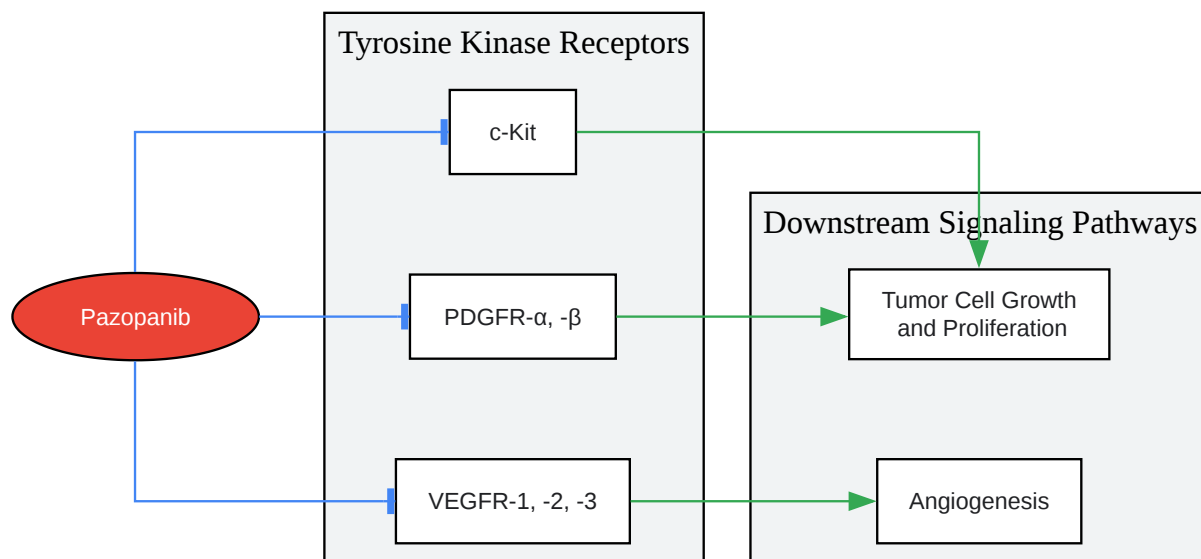 Tyrosine Kinase Receptors
c-Kit
Downstream Signaling Pathways
Pazopanib
PDGFR-α, -β
Tumor Cell Growth
and Proliferation
VEGFR-1, -2, -3
Angiogenesis